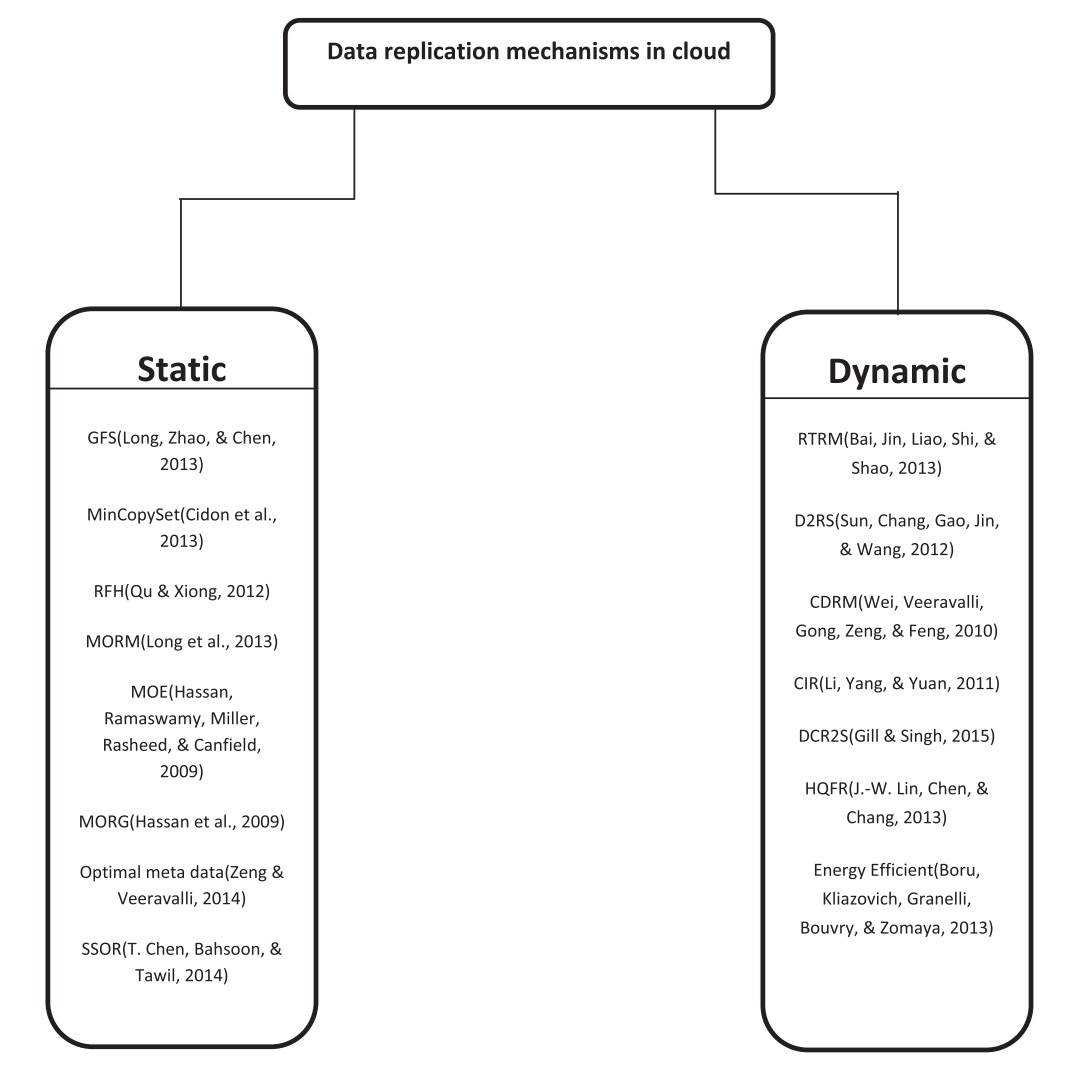 Data replication mechanisms in cloud
Static
GFS(Long, Zhao, & Chen,
2013)
MinCopySet(Cidon et al.,
2013)
RFH(Qu & Xiong, 2012)
MORM(Long et al., 2013)
MOE(Hassan,
Ramaswamy, Miller,
Rasheed, & Canfield,
2009)
MORG(Hassan et al., 2009)
Optimal meta data(Zeng &
Veeravalli, 2014)
SSOR(T. Chen, Bahsoon, &
Tawil, 2014)
Dynamic
RTRM(Bai, Jin, Liao, Shi, &
Shao, 2013)
D2RS(Sun, Chang, Gao, Jin,
& Wang, 2012)
CDRM(Wei, Veeravalli,
Gong, Zeng, & Feng, 2010)
CIR(Li, Yang, & Yuan, 2011)
DCR2S(Gill & Singh, 2015)
HQFR(J.-W. Lin, Chen, &
Chang, 2013)
Energy Efficient(Boru,
Kliazovich, Granelli,
Bouvry, & Zomaya, 2013)